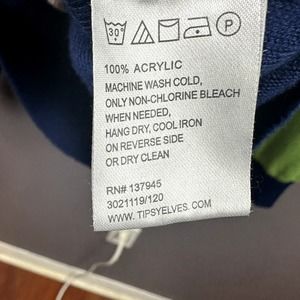 30°
P
100% ACRYLIC
MACHINE WASH COLD,
ONLY NON-CHLORINE BLEACH
WHEN NEEDED,
HANG DRY, COOL IRON
ON REVERSE SIDE
OR DRY CLEAN
RN# 137945
3021119/120
WWW.TIPSYELVES.COM